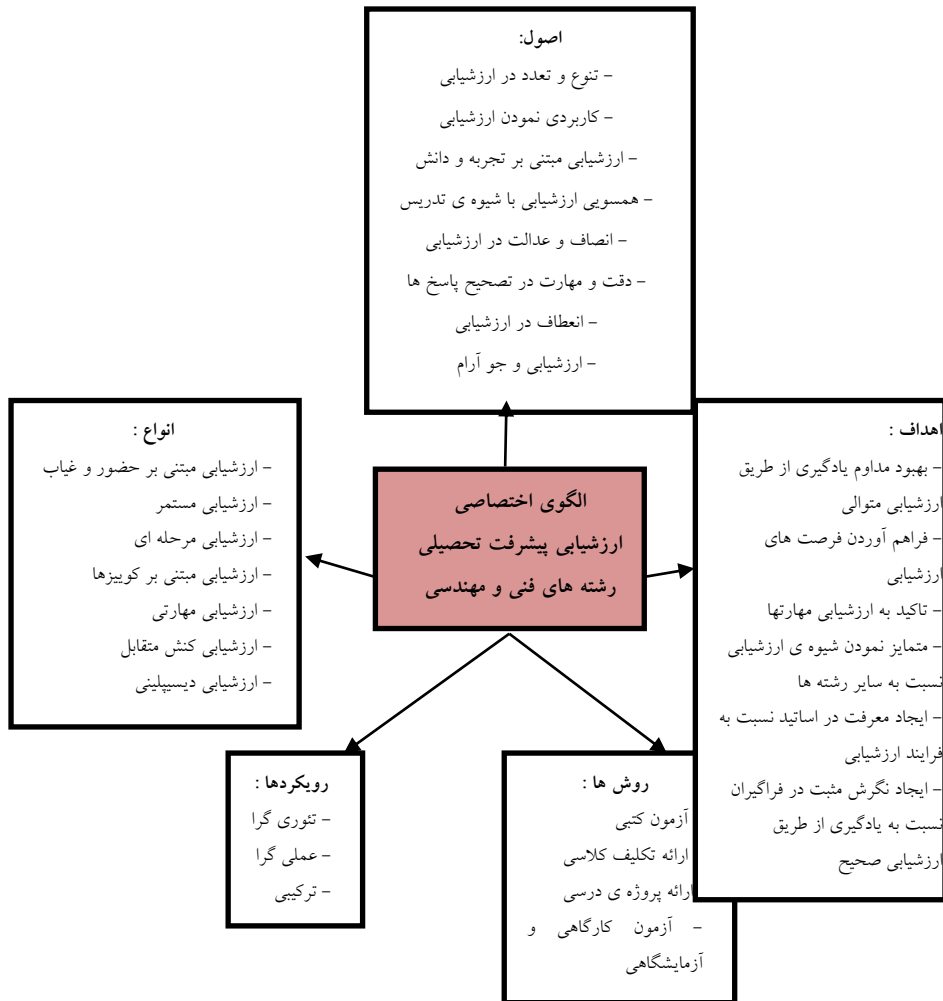 اصول:
- تنوع و تعدد در ارزشیابی
- کاربردی نمودن ارزشیابی
- ارزشیابی مبتنی بر تجربه و دانش
- همسویی ارزشیابی با شیوه ی تدریس
- انصاف و عدالت در ارزشیابی
- دقت و مهارت در تصحیح پاسخ ها
- انعطاف در ارزشیابی
- ارزشیابی و جو آرام
اهداف :
- بهبود مداوم یادگیری از طریق
ارزشیابی متوالی
- فراهم آوردن فرصت های
ارزشیابی
- تاکید به ارزشیابی مهارتها
- متمایز نمودن شیوه ی ارزشیابی
نسبت به سایر رشته ها
- ایجاد معرفت در اساتید نسبت به
فرایند ارزشیابی
- ایجاد نگرش مثبت در فراگیران
نسبت به یادگیری از طریق
ارزشیابی صحیح
الگوی اختصاصی
ارزشیابی پیشرفت تحصیلی
رشته های فنی و مهندسی
انواع :
- ارزشیابی مبتنی بر حضور و غیاب
- ارزشیابی مستمر
- ارزشیابی مرحله ای
- ارزشیابی مبتنی بر کوییزها
- ارزشیابی مهارتی
- ارزشیابی کنش متقابل
- ارزشیابی دیسیپلینی
روش ها :
آزمون کتبی
ارائه تکلیف کلاسی
ارائه پروژه ی درسی
- آزمون کارگاهی و
آزمایشگاهی
رویکردها :
- تئوری گرا
- عملی گرا
- ترکیبی